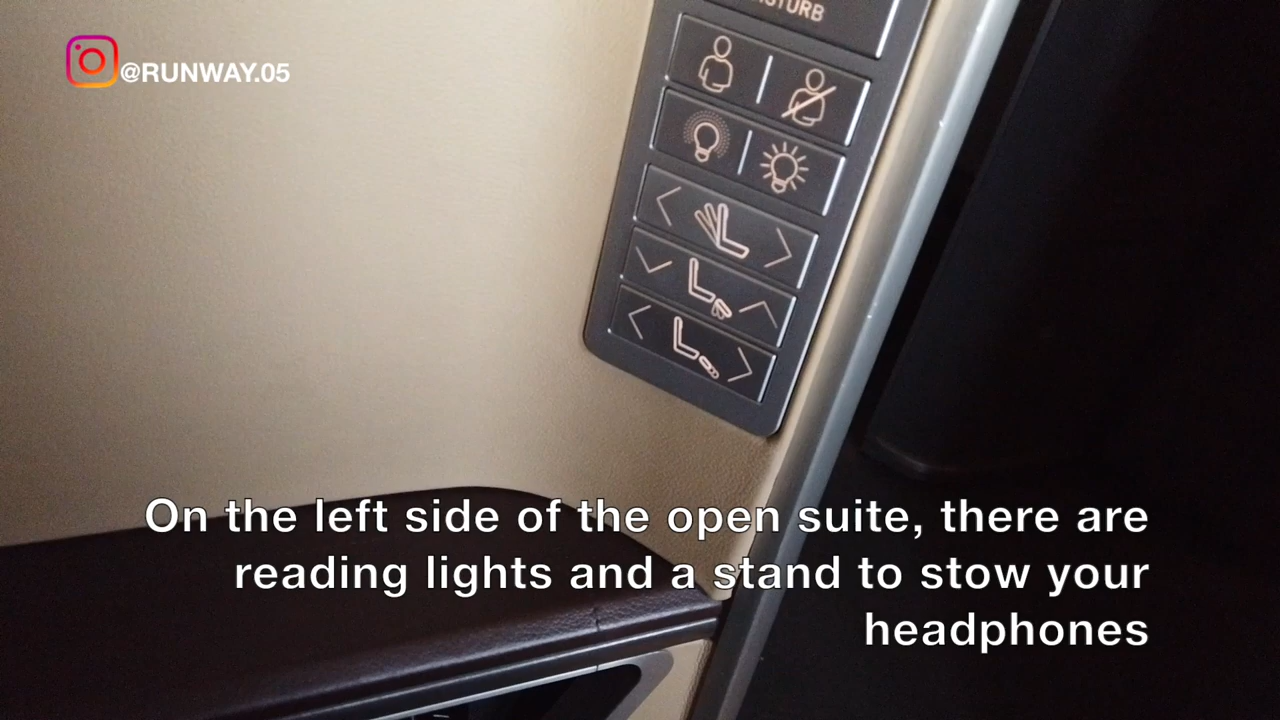 @RUNWAY.05
On the left side of the open suite, there are
reading lights and a stand to stow your
headphones